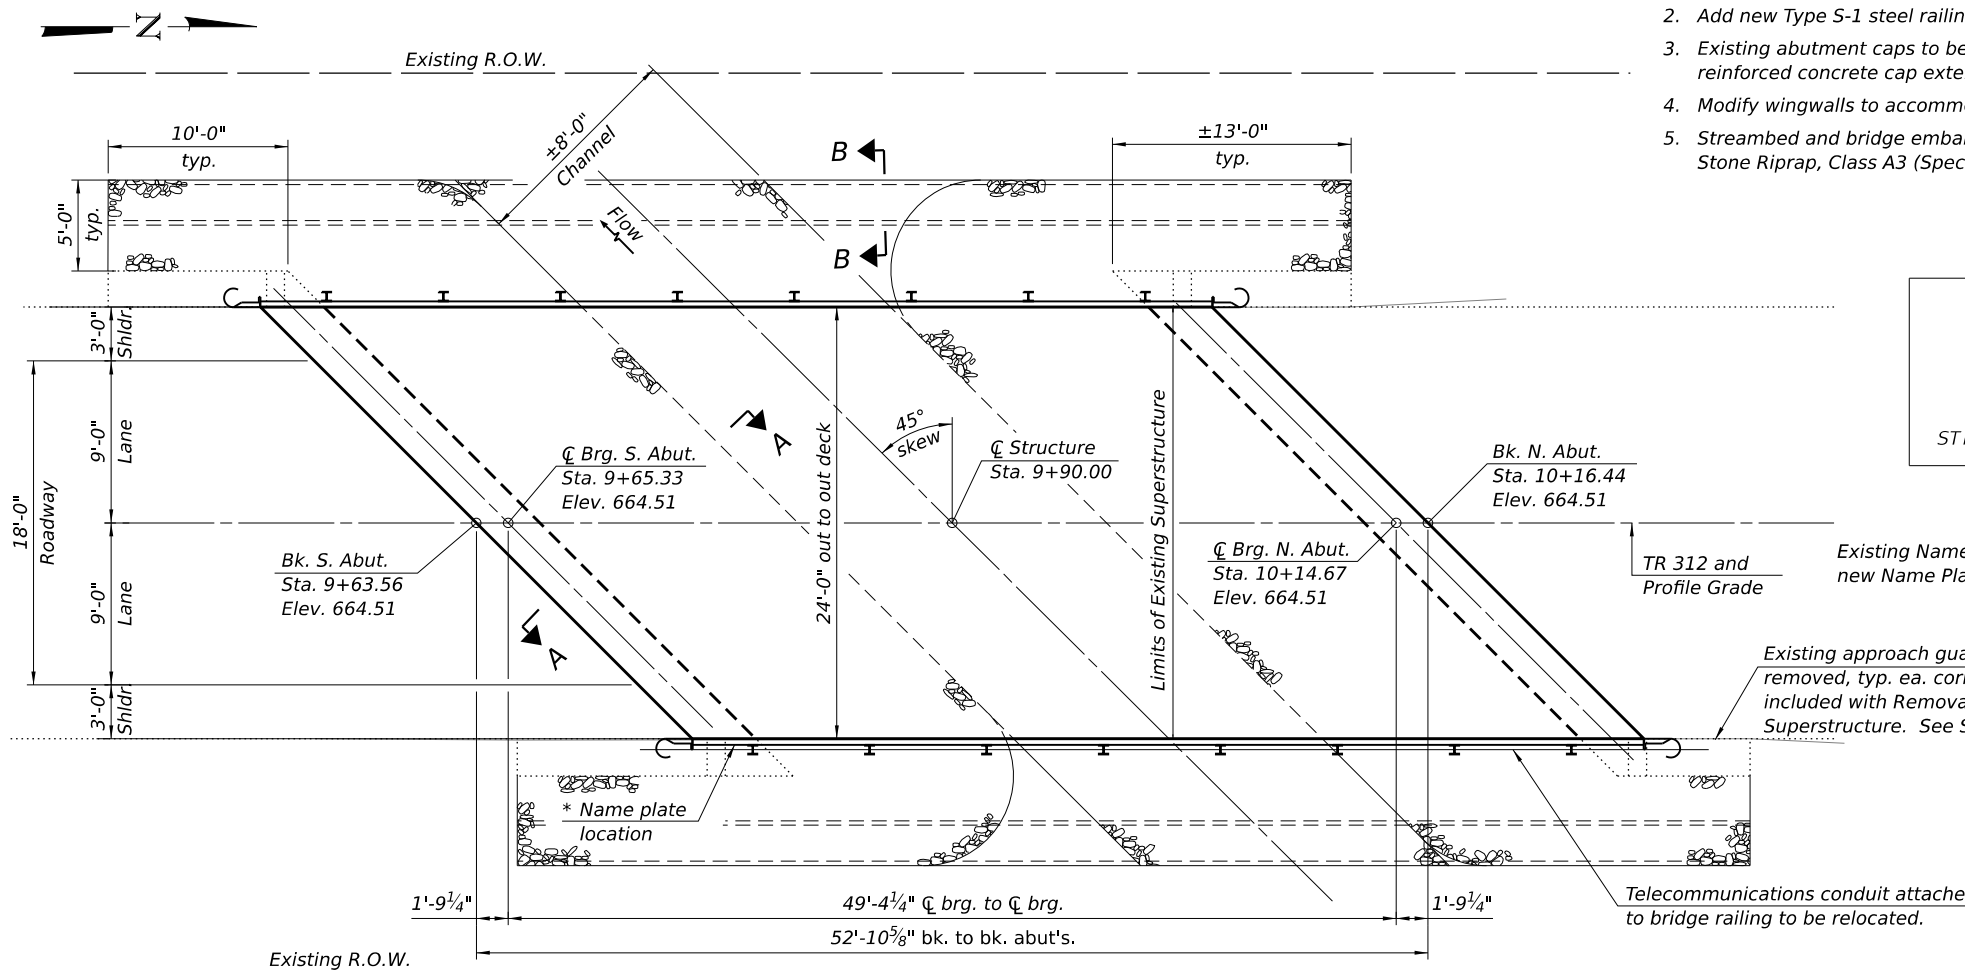 N
Existing R.O.W.
2. Add new Type S-1 steel railin
3. Existing abutment caps to be
reinforced concrete cap exte
4. Modify wingwalls to accomm
5. Streambed and bridge emba
Stone Riprap, Class A3 (Spec
10'-0"
typ.
±8'-0"
Channel
B
±13'-0"
typ.
5'-0"
typ.
Flow
B
3'-0"
Shldr.
9'-0"
Lane
18'-0"
Roadway
9'-0"
Lane
3'-0"
Shldr.
A
A
45°
skew
℄ Brg. S. Abut.
Sta. 9+65.33
Elev. 664.51
℄ Structure
Sta. 9+90.00
Bk. N. Abut.
Sta. 10+16.44
Elev. 664.51
Bk. S. Abut.
Sta. 9+63.56
Elev. 664.51
24'-0" out to out deck
Limits of Existing Superstructure
℄ Brg. N. Abut.
Sta. 10+14.67
Elev. 664.51
TR 312 and
Profile Grade
Existing Name
new Name Pla
Existing approach gua
removed, typ. ea. cor
included with Remova
Superstructure. See S
* Name plate
location
1'-9¼"
49'-4¼" ℄ brg. to ℄ brg.
1'-9¼"
52'-10⅝" bk. to bk. abut's.
Telecommunications conduit attache
to bridge railing to be relocated.
Existing R.O.W.